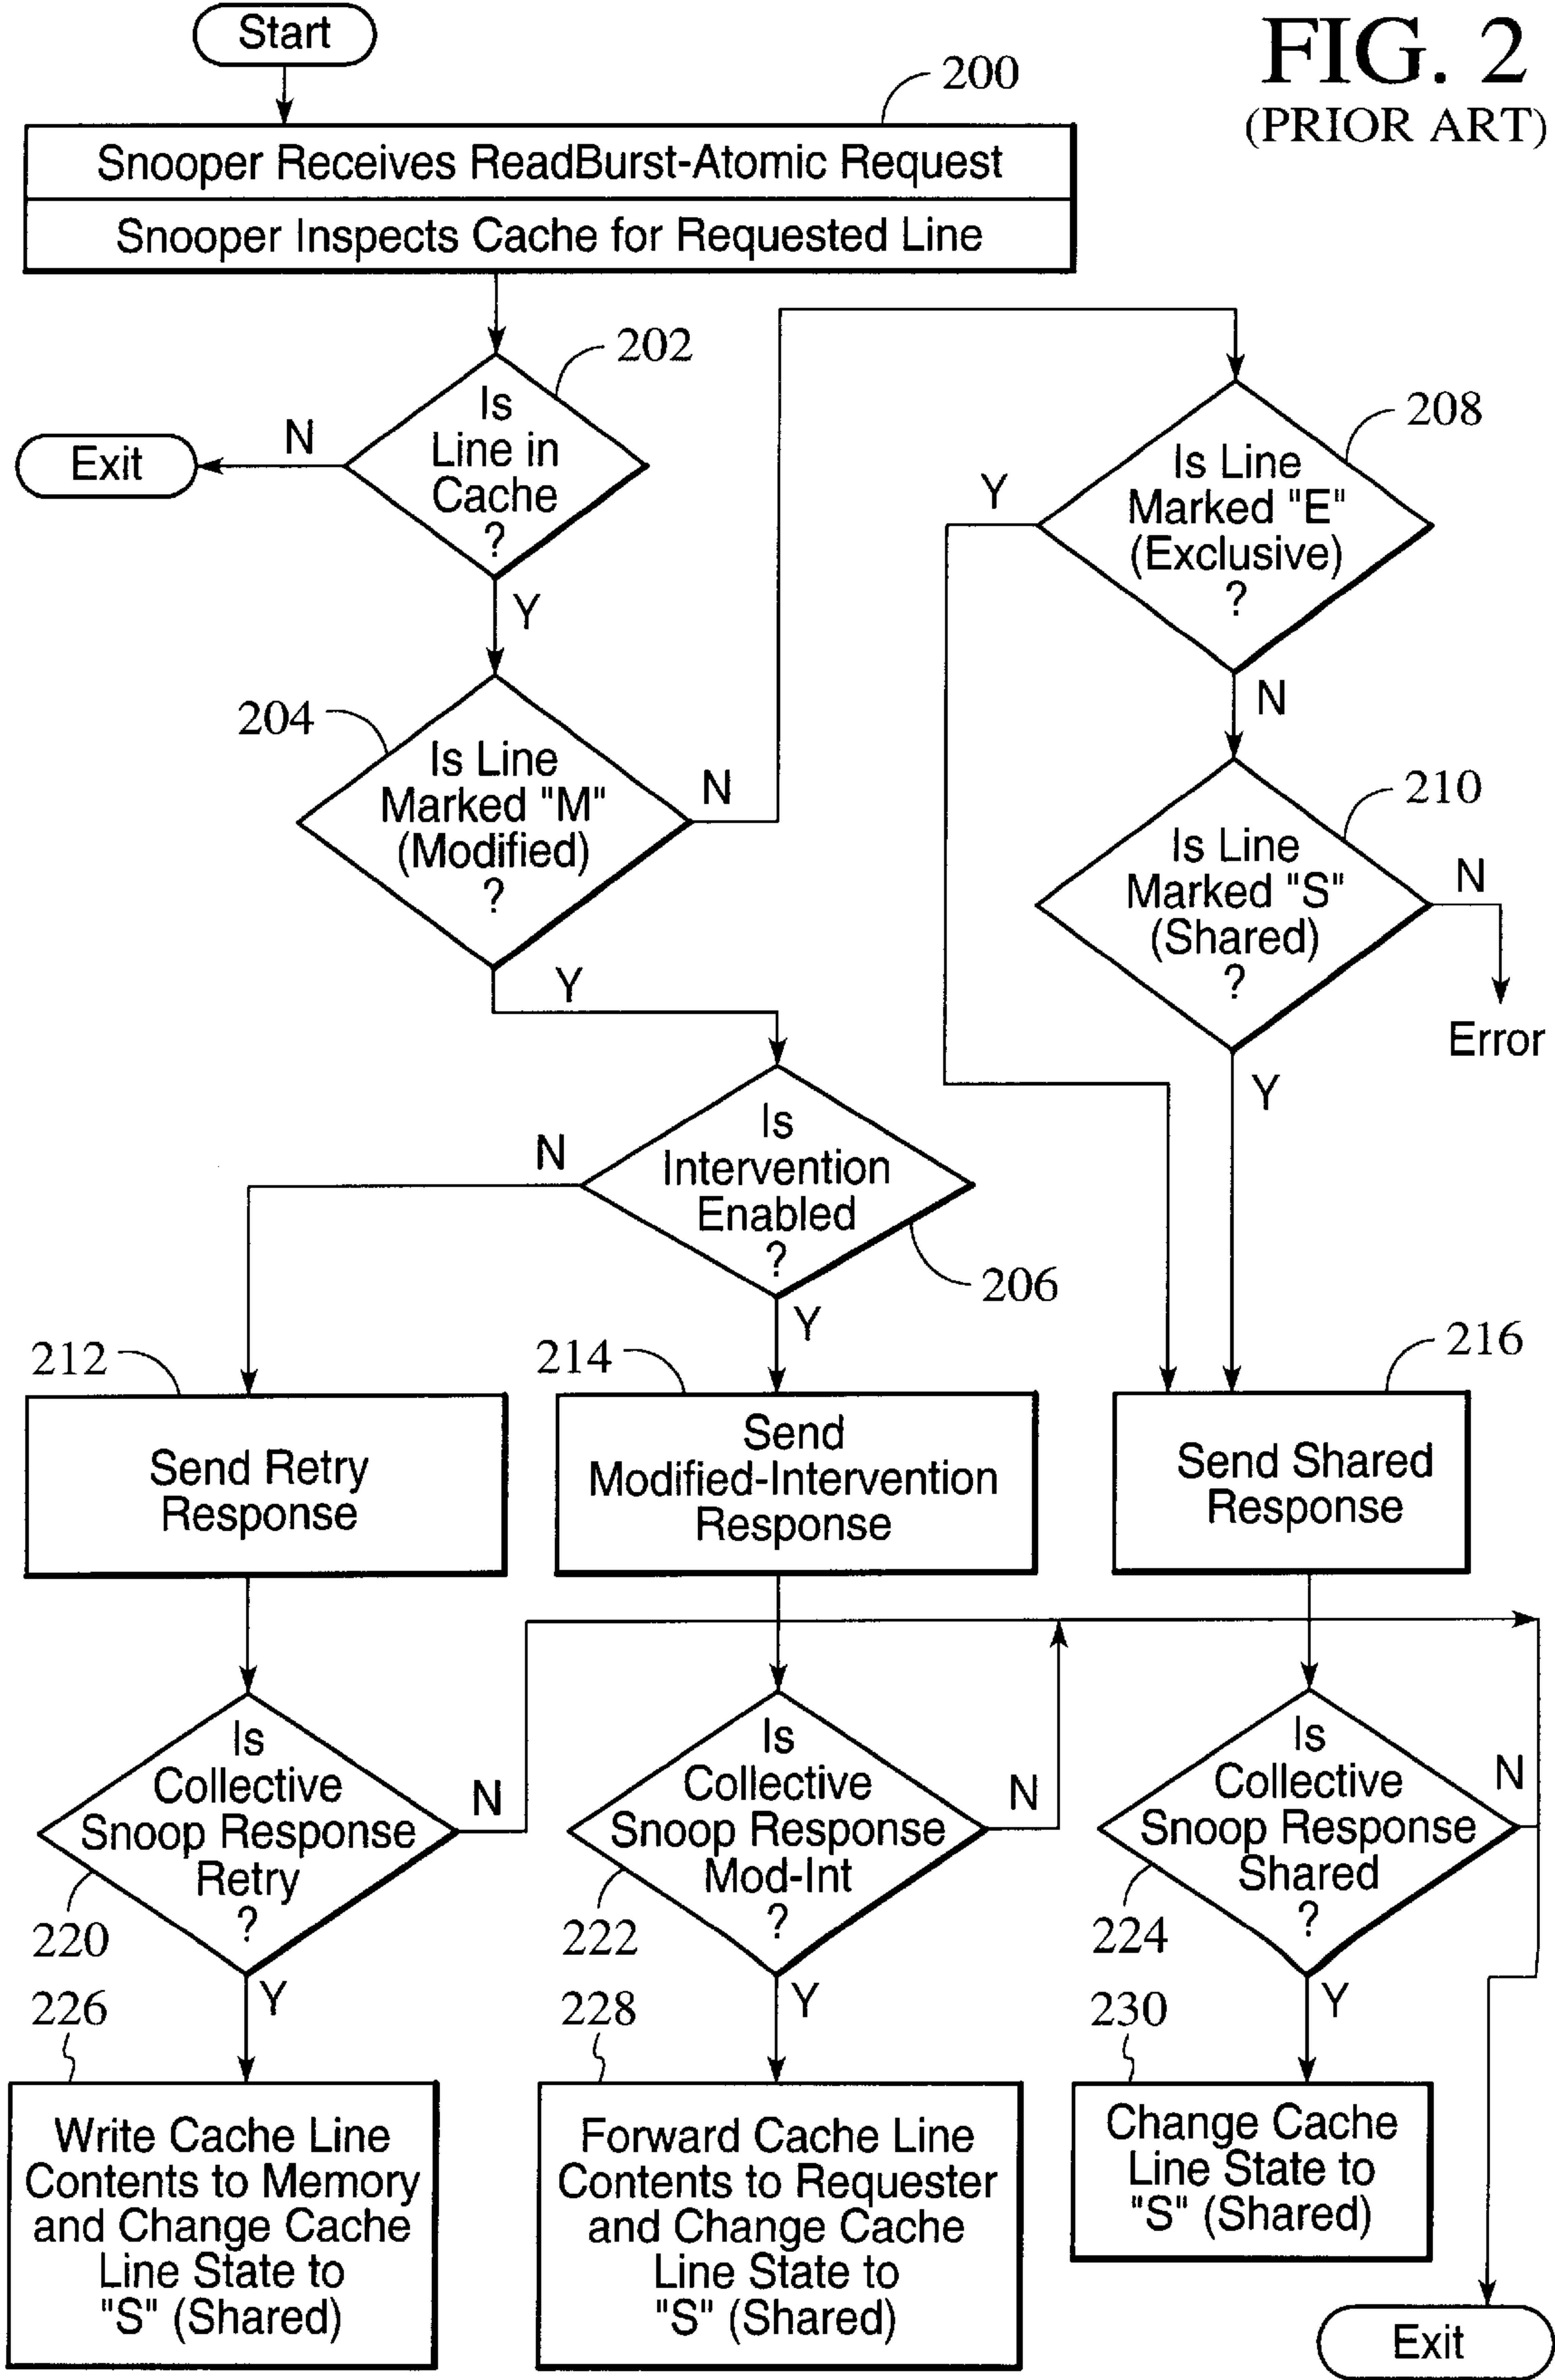 Start
FIG. 2
(PRIOR ART)
200
Snooper Receives ReadBurst-Atomic Request
Snooper Inspects Cache for Requested Line
202
Is
Line in
Cache
?
N
Exit
Y
208
Is Line
Marked "E"
(Exclusive)
?
Y
N
204
Is Line
Marked "M"
(Modified)
?
N
Y
210
Is Line
Marked "S"
(Shared)
?
N
Error
Y
Is
Intervention
Enabled
?
N
206
Y
212
Send Retry
Response
214
Send
Modified-Intervention
Response
216
Send Shared
Response
Is
Collective
Snoop Response
Retry
?
N
220
Y
Is
Collective
Snoop Response
Mod-Int
?
N
222
Y
Is
Collective
Snoop Response
Shared
?
N
224
Y
226
Write Cache Line
Contents to Memory
and Change Cache
Line State to
"S" (Shared)
228
Forward Cache Line
Contents to Requester
and Change Cache
Line State to
"S" (Shared)
230
Change Cache
Line State to
"S" (Shared)
Exit